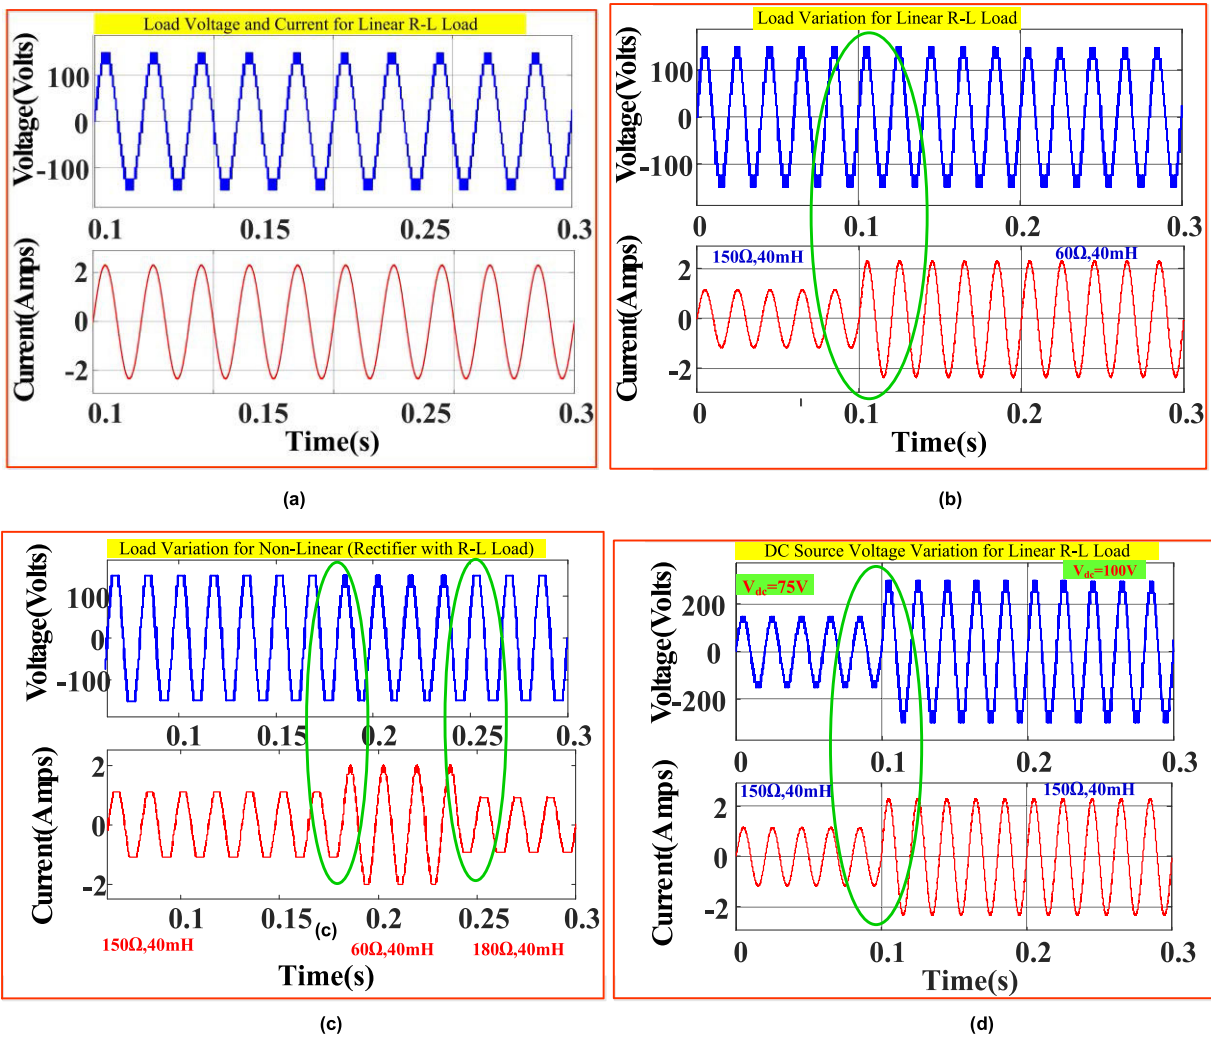 Load Voltage and Current for Linear R-L Load
Voltage(Volts)
100
0
-100
0.1 0.15 0.25 0.3
Current(Amps)
2
0
-2
0.1 0.15 0.25 0.3
Time(s)
(a)
Load Variation for Linear R-L Load
Voltage(Volts)
100
0
-100
0 0.1 0.2 0.3
Current(Amps)
150Ω,40mH 60Ω,40mH
2
0
-2
0 0.1 0.2 0.3
Time(s)
(b)
Load Variation for Non-Linear (Rectifier with R-L Load)
Voltage(Volts)
100
0
-100
0.1 0.15 0.2 0.25 0.3
Current(Amps)
2
0
-2
0.1 0.15 0.2 0.25 0.3
(c)
150Ω,40mH 60Ω,40mH 180Ω,40mH
Time(s)
(c)
DC Source Voltage Variation for Linear R-L Load
Vdc=75V Vdc=100V
Voltage(Volts)
200
0
-200
0 0.1 0.2 0.3
Current(Amps)
150Ω,40mH 150Ω,40mH
2
0
-2
0 0.1 0.2 0.3
Time(s)
(d)